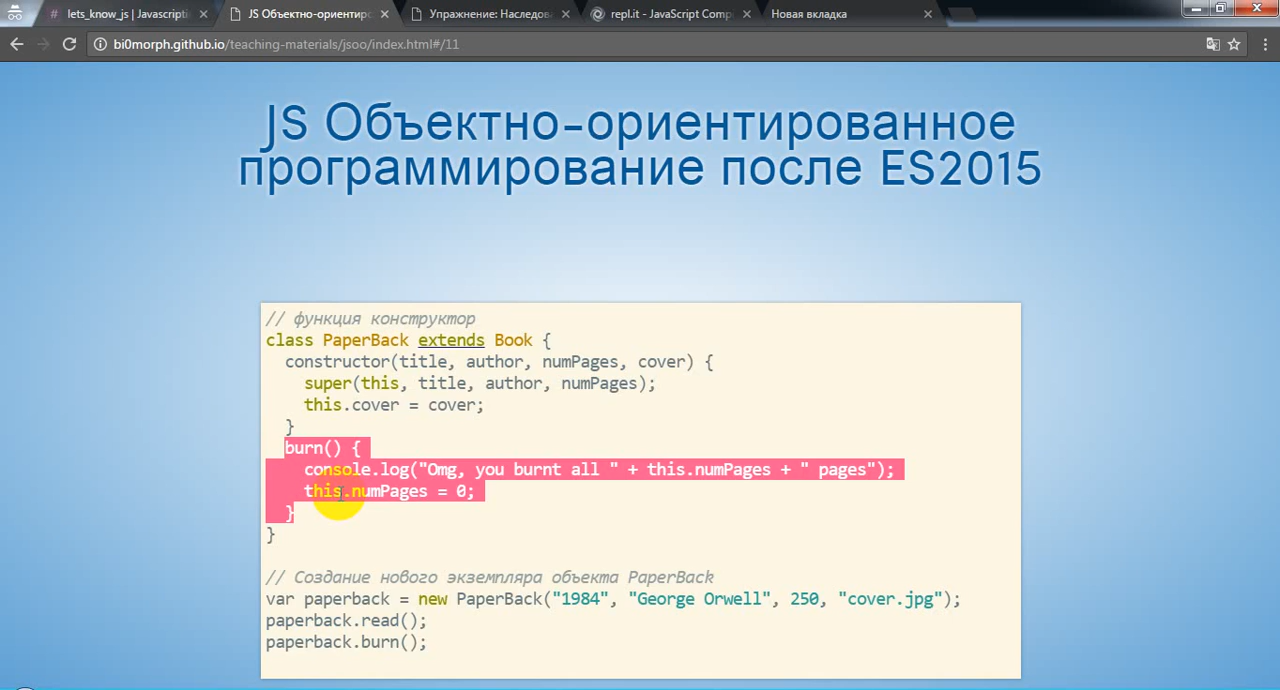 # lets_know_js | Javascripti
JS Объектно-ориентирс
Упражнение: Наследова
repl.it - JavaScript Comp
Новая вкладка
bi0morph.github.io/teaching-materials/jsoo/index.html#/11
JS Объектно-ориентированное
программирование после ES2015
// функция конструктор
class PaperBack extends Book {
constructor(title, author, numPages, cover) {
super(this, title, author, numPages);
this.cover = cover;
}
burn() {
console.log("Omg, you burnt all " + this.numPages + " pages");
this.numPages = 0;
}
}
// Создание нового экземпляра объекта PaperBack
var paperback = new PaperBack("1984", "George Orwell", 250, "cover.jpg");
paperback.read();
paperback.burn();